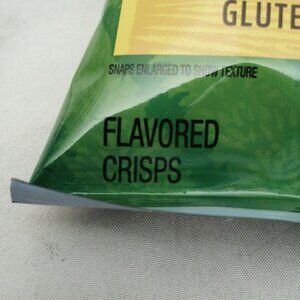 GLUTE
SNAPS ENLARGED TO SHOW TEXTURE
FLAVORED
CRISPS